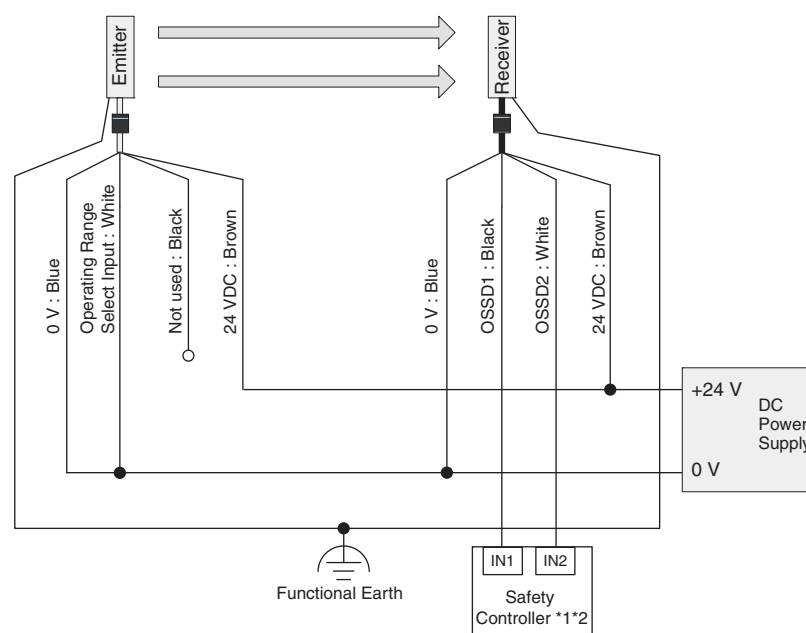 Emitter
Receiver
0 V : Blue
Operating Range
Select Input : White
Not used : Black
24 VDC : Brown
0 V : Blue
OSSD1 : Black
OSSD2 : White
24 VDC : Brown
+24 V
DC
Power
Supply
0 V
Functional Earth
IN1
IN2
Safety
Controller *1*2